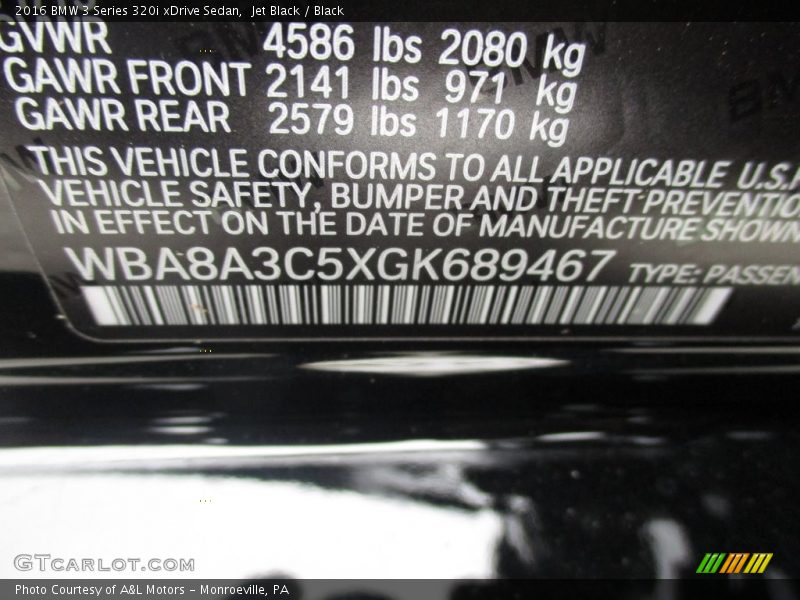 2016 BMW 3 Series 320i xDrive Sedan, Jet Black / Black
GVWR 4586 lbs 2080 kg
GAWR FRONT 2141 lbs 971 kg
GAWR REAR 2579 lbs 1170 kg
THIS VEHICLE CONFORMS TO ALL APPLICABLE U.S.
VEHICLE SAFETY, BUMPER AND THEFT PREVENTIO
IN EFFECT ON THE DATE OF MANUFACTURE SHOWN
WBA8A3C5XGK689467 TYPE: PASSEN
GTCARLOT.COM
Photo Courtesy of A&L Motors - Monroeville, PA